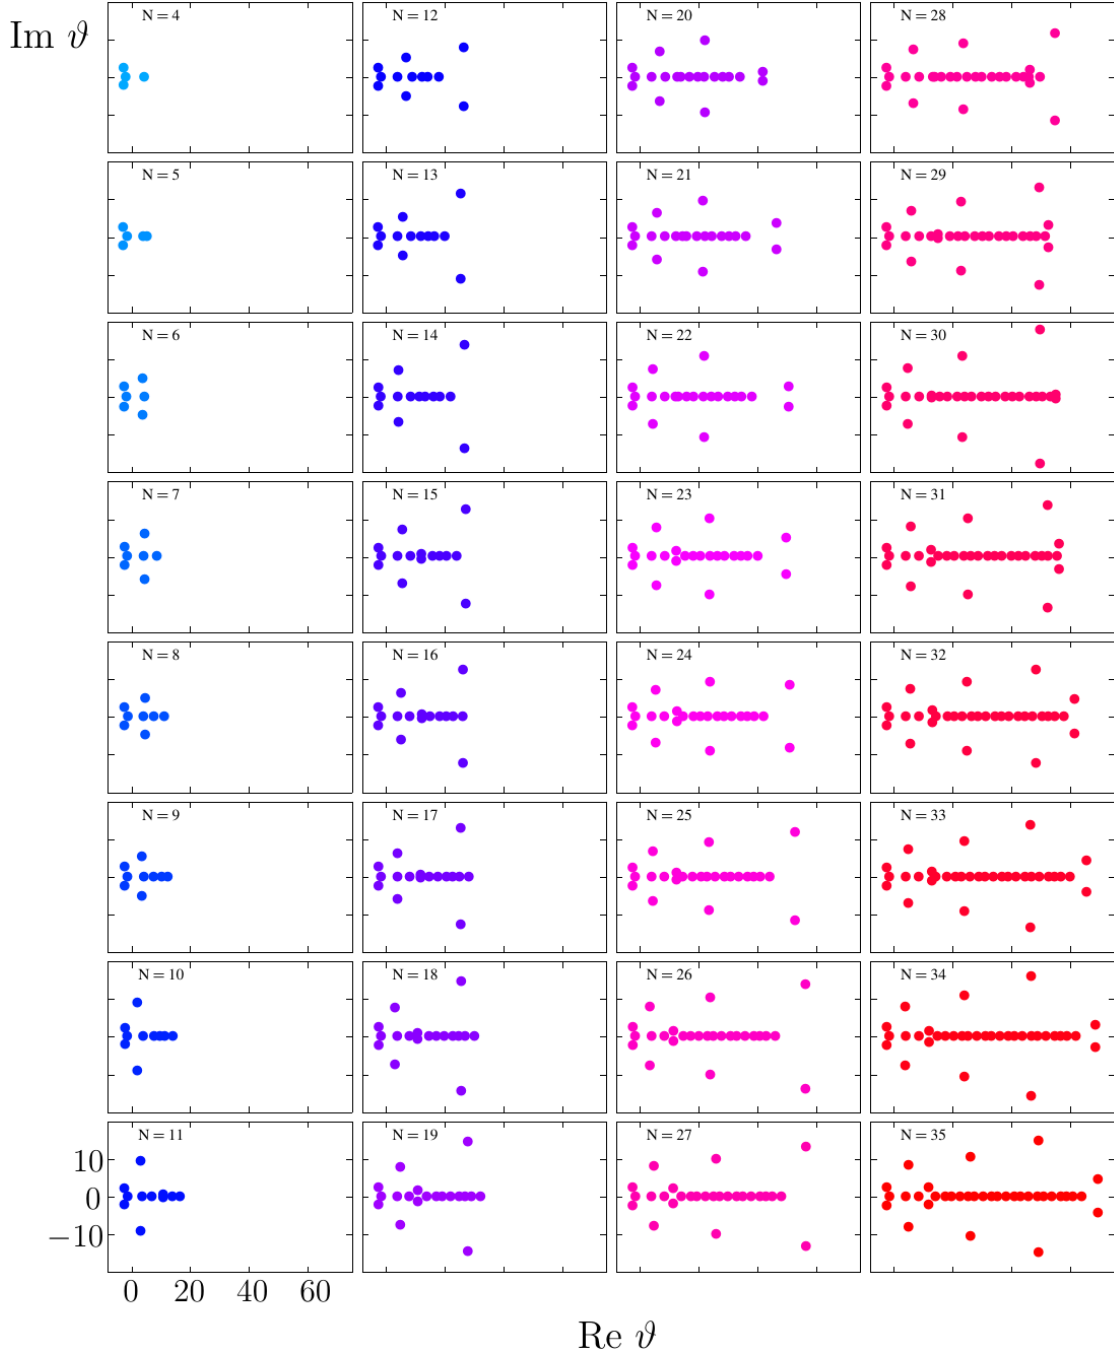 Im ϑ
N = 4
N = 12
N = 20
N = 28
N = 5
N = 13
N = 21
N = 29
N = 6
N = 14
N = 22
N = 30
N = 7
N = 15
N = 23
N = 31
N = 8
N = 16
N = 24
N = 32
N = 9
N = 17
N = 25
N = 33
N = 10
N = 18
N = 26
N = 34
N = 11
N = 19
N = 27
N = 35
10
0
−10
0 20 40 60
Re ϑ